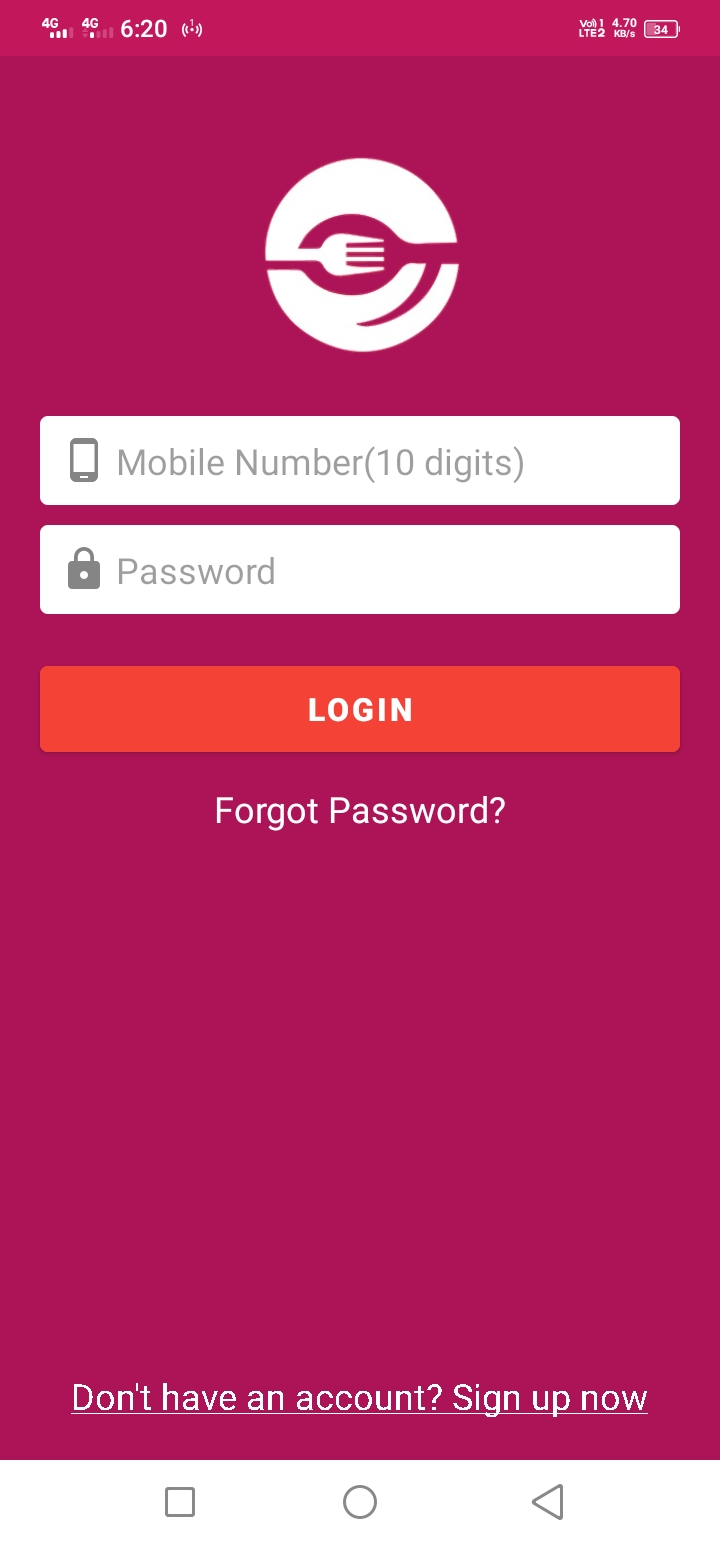 4G 4G 6:20 1 Vo)) 1 LTE2 4.70 KB/s 34
Mobile Number(10 digits)
Password
LOGIN
Forgot Password?
Don't have an account? Sign up now